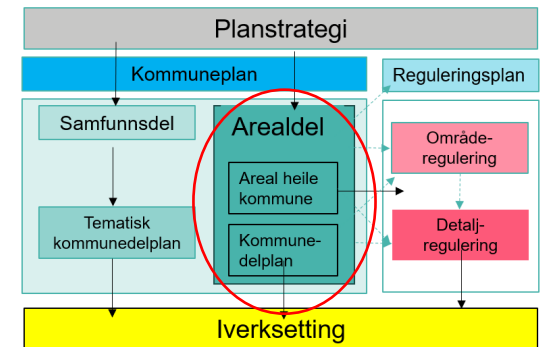 Planstrategi
Kommuneplan
Reguleringsplan
Samfunnsdel
Arealdel
Område-
regulering
Areal heile
kommune
Tematisk
kommunedelplan
Kommune-
delplan
Detalj-
regulering
Iverksetting